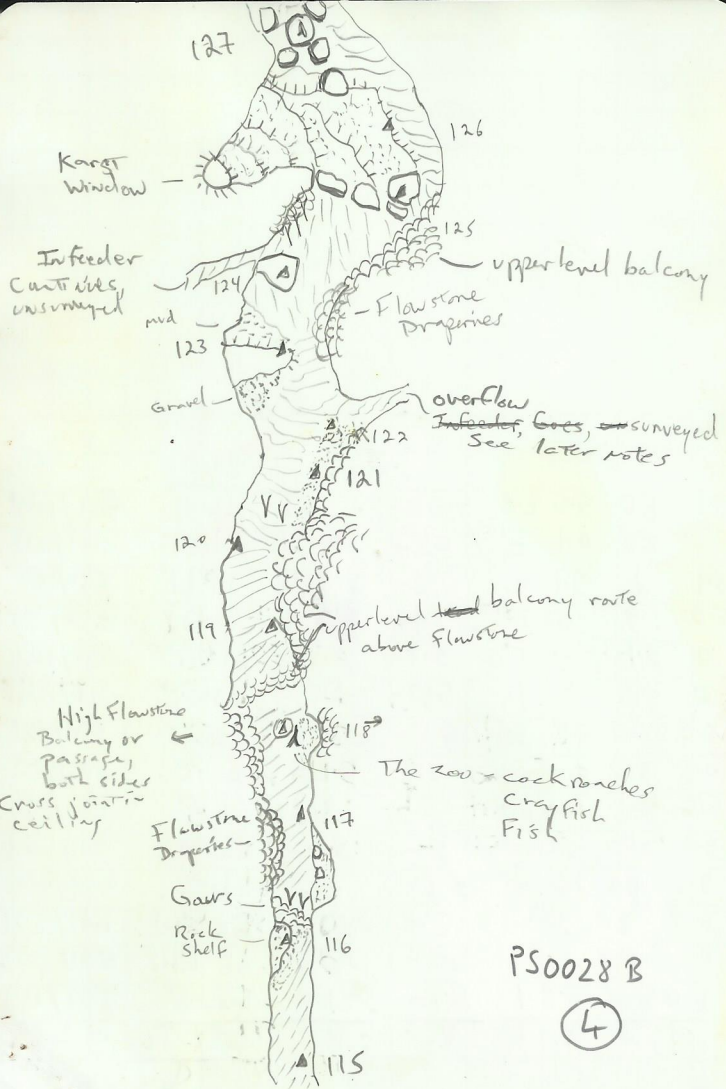 127
126
Karst
Window
125
upper level balcony
Infeeder
Continues,
unsurveyed
124
Flowstone
Draperies
mud
123
Gravel
overflow
Infeeder, Goes, unsurveyed
See later notes
122
121
120
119
upperlevel balcony route
above flowstone
High Flowstone
Balcony or
passage,
both sides
Cross joint in
ceiling
118
The Zoo - cockroaches
Crayfish
Fish
117
Flowstone
Draperies
Gours
Rock
Shelf
116
PS0028 B
4
115